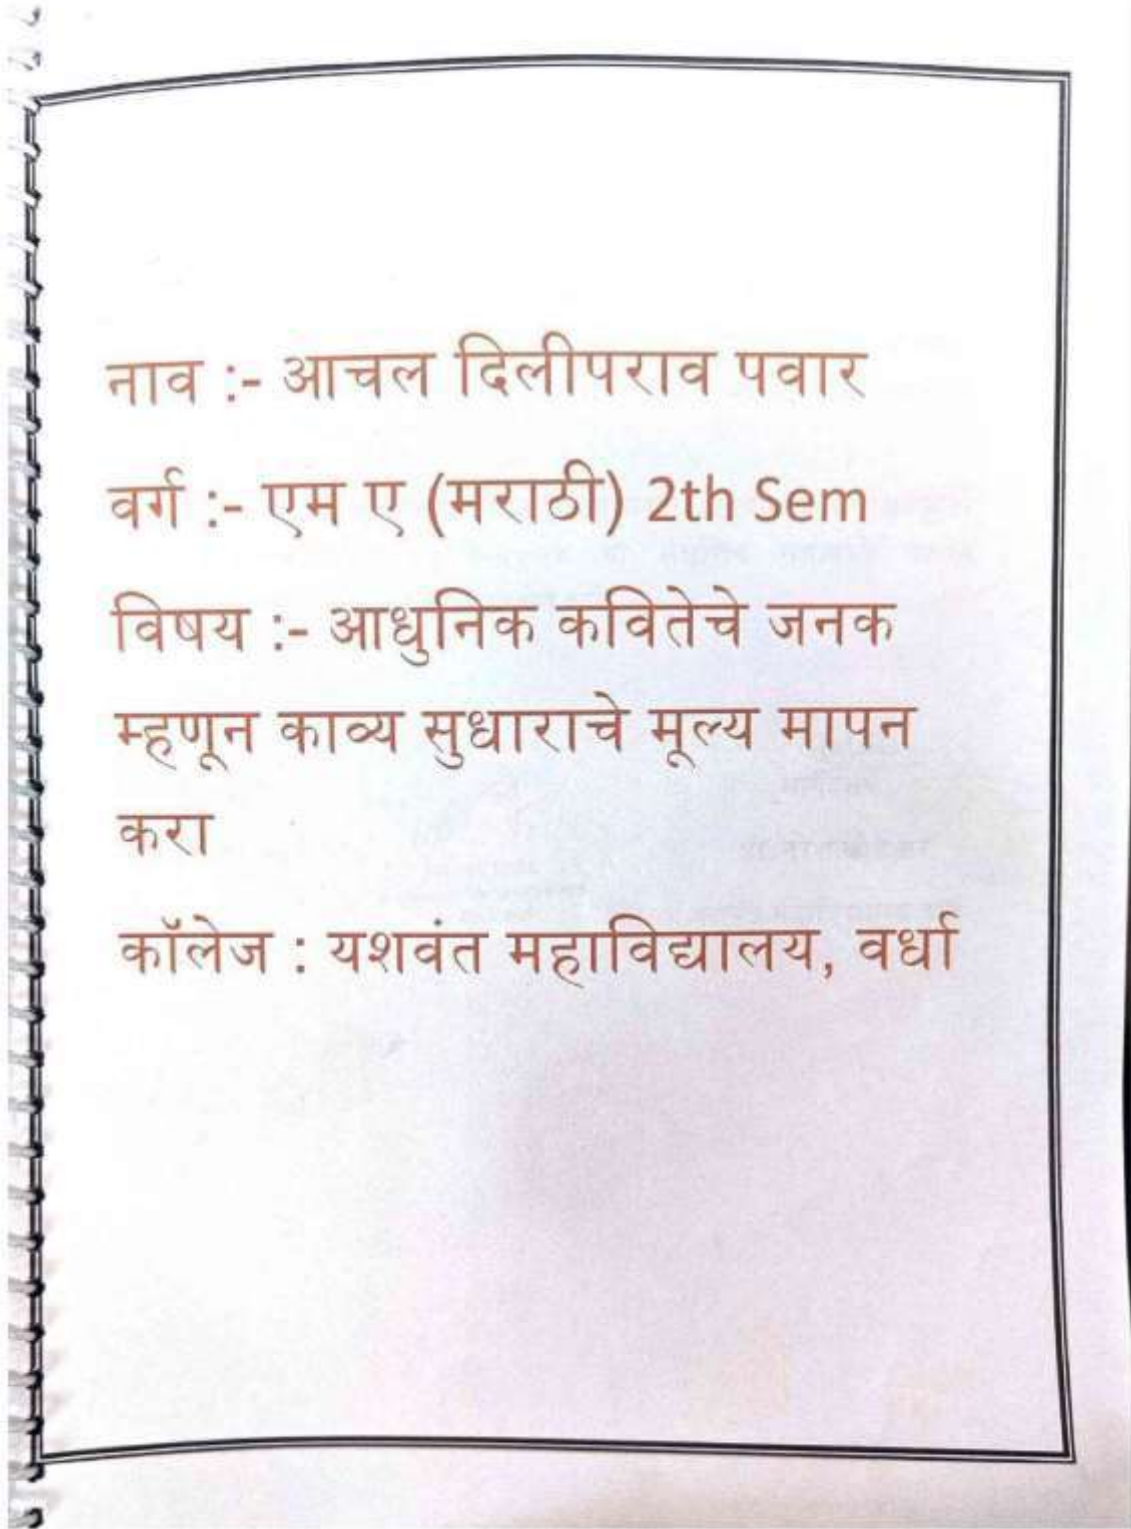 नाव :- आचल दिलीपराव पवार
वर्ग :- एम ए (मराठी) 2th Sem
विषय :- आधुनिक कवितेचे जनक
म्हणून काव्य सुधाराचे मूल्य मापन
करा
कॉलेज : यशवंत महाविद्यालय, वर्धा